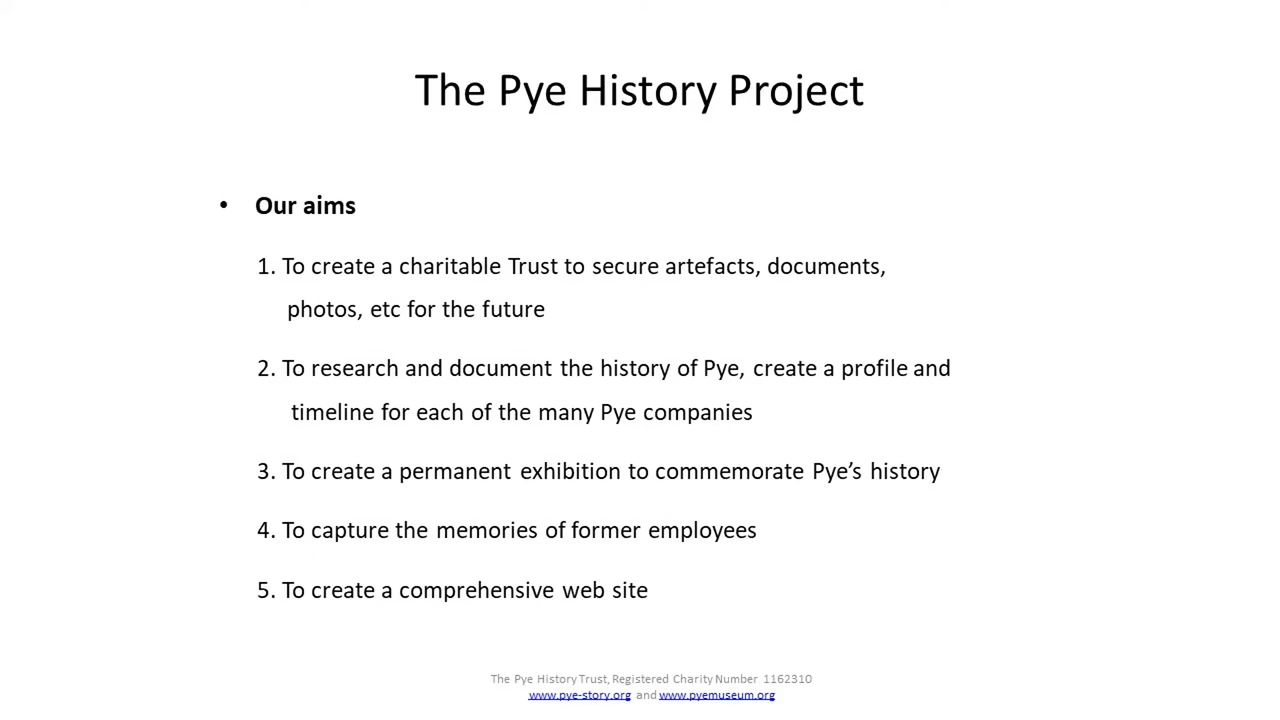 The Pye History Project
• Our aims
1. To create a charitable Trust to secure artefacts, documents,
photos, etc for the future
2. To research and document the history of Pye, create a profile and
timeline for each of the many Pye companies
3. To create a permanent exhibition to commemorate Pye’s history
4. To capture the memories of former employees
5. To create a comprehensive web site
The Pye History Trust, Registered Charity Number 1162310
www.pye-story.org and www.pyemuseum.org